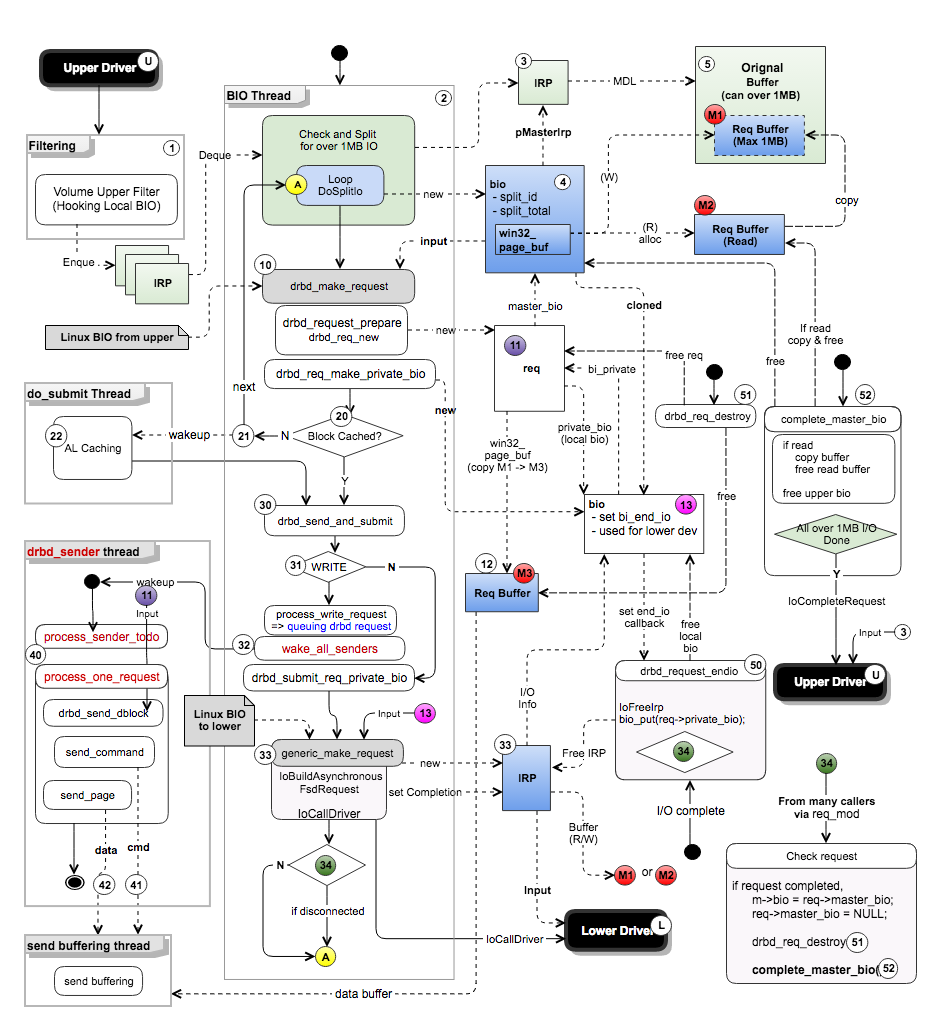 Upper Driver
U
Filtering
1
Volume Upper Filter
(Hooking Local BIO)
Enque
IRP
Deque
Linux BIO from upper
do_submit Thread
22
AL Caching
wakeup
drbd_sender thread
wakeup
11
Input
process_sender_todo
40
process_one_request
drbd_send_dblock
send_command
send_page
data
cmd
42
41
send buffering thread
send buffering
data buffer
BIO Thread
2
Check and Split
for over 1MB IO
A
Loop
DoSplitIo
new
input
10
drbd_make_request
drbd_request_prepare
drbd_req_new
new
drbd_req_make_private_bio
next
new
20
21
N
Block Cached?
Y
30
drbd_send_and_submit
31
WRITE
N
process_write_request
=> queuing drbd request
32
wake_all_senders
drbd_submit_req_private_bio
Linux BIO
to lower
Input
13
33
generic_make_request
IoBuildAsynchronous
FsdRequest
IoCallDriver
new
set Completion
N
34
if disconnected
A
IoCallDriver
3
IRP
MDL
pMasterIrp
5
Orignal
Buffer
(can over 1MB)
M1
Req Buffer
(Max 1MB)
(W)
copy
4
bio
- split_id
- split_total
win32_
page_buf
(R)
alloc
M2
Req Buffer
(Read)
master_bio
cloned
free
If read
copy & free
11
req
free req
bi_private
51
drbd_req_destroy
win32_
page_buf
(copy M1 -> M3)
private_bio
(local bio)
free
bio
13
- set bi_end_io
- used for lower dev
12
M3
Req Buffer
set end_io
callback
free
local
bio
52
complete_master_bio
if read
copy buffer
free read buffer
free upper bio
All over 1MB I/O
Done
Y
IoCompleteRequest
Input
3
Upper Driver
U
50
drbd_request_endio
IoFreeIrp
bio_put(req->private_bio);
34
I/O
Info
33
IRP
Free IRP
Buffer
(R/W)
M1
or
M2
I/O complete
Input
Lower Driver
L
34
From many callers
via req_mod
Check request
if request completed,
m->bio = req->master_bio;
req->master_bio = NULL;
drbd_req_destroy
51
complete_master_bio(
52